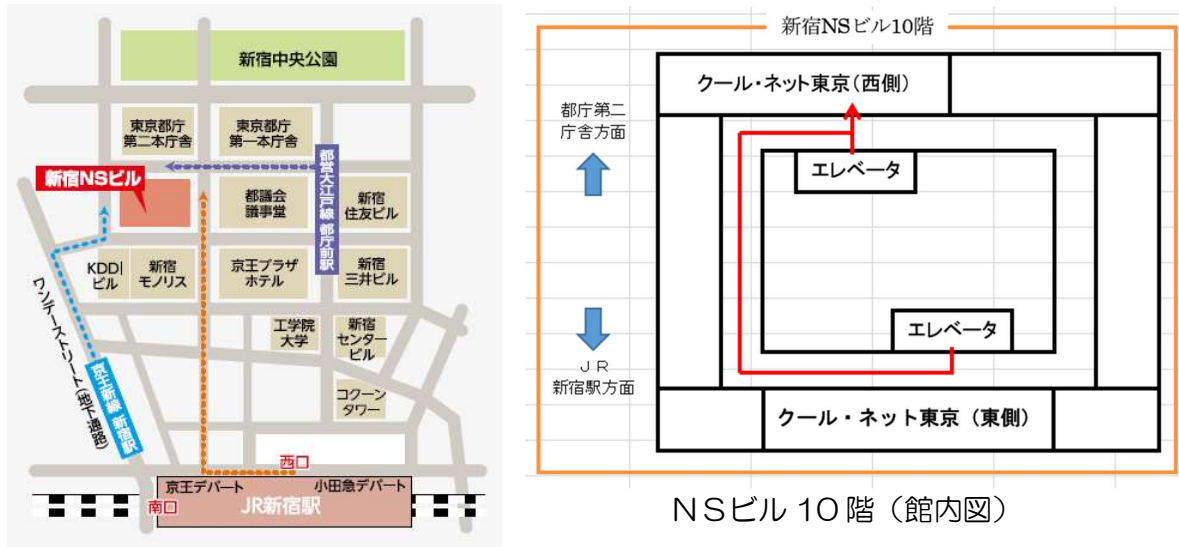 新宿中央公園
東京都庁
第二本庁舎
東京都庁
第一本庁舎
新宿NSビル
都議会
議事堂
都営大江戸線 都庁前駅
新宿
住友ビル
KDDI
ビル
新宿
モノリス
京王プラザ
ホテル
新宿
三井ビル
ワンデーストリート(地下通路)
京王新線 新宿駅
工学院
大学
新宿
センター
ビル
コクーン
タワー
西口
京王デパート
小田急デパート
南口
JR新宿駅
新宿NSビル10階
クール・ネット東京(西側)
都庁第二
庁舎方面
エレベータ
エレベータ
JR
新宿駅方面
クール・ネット東京(東側)
NSビル 10階(館内図)